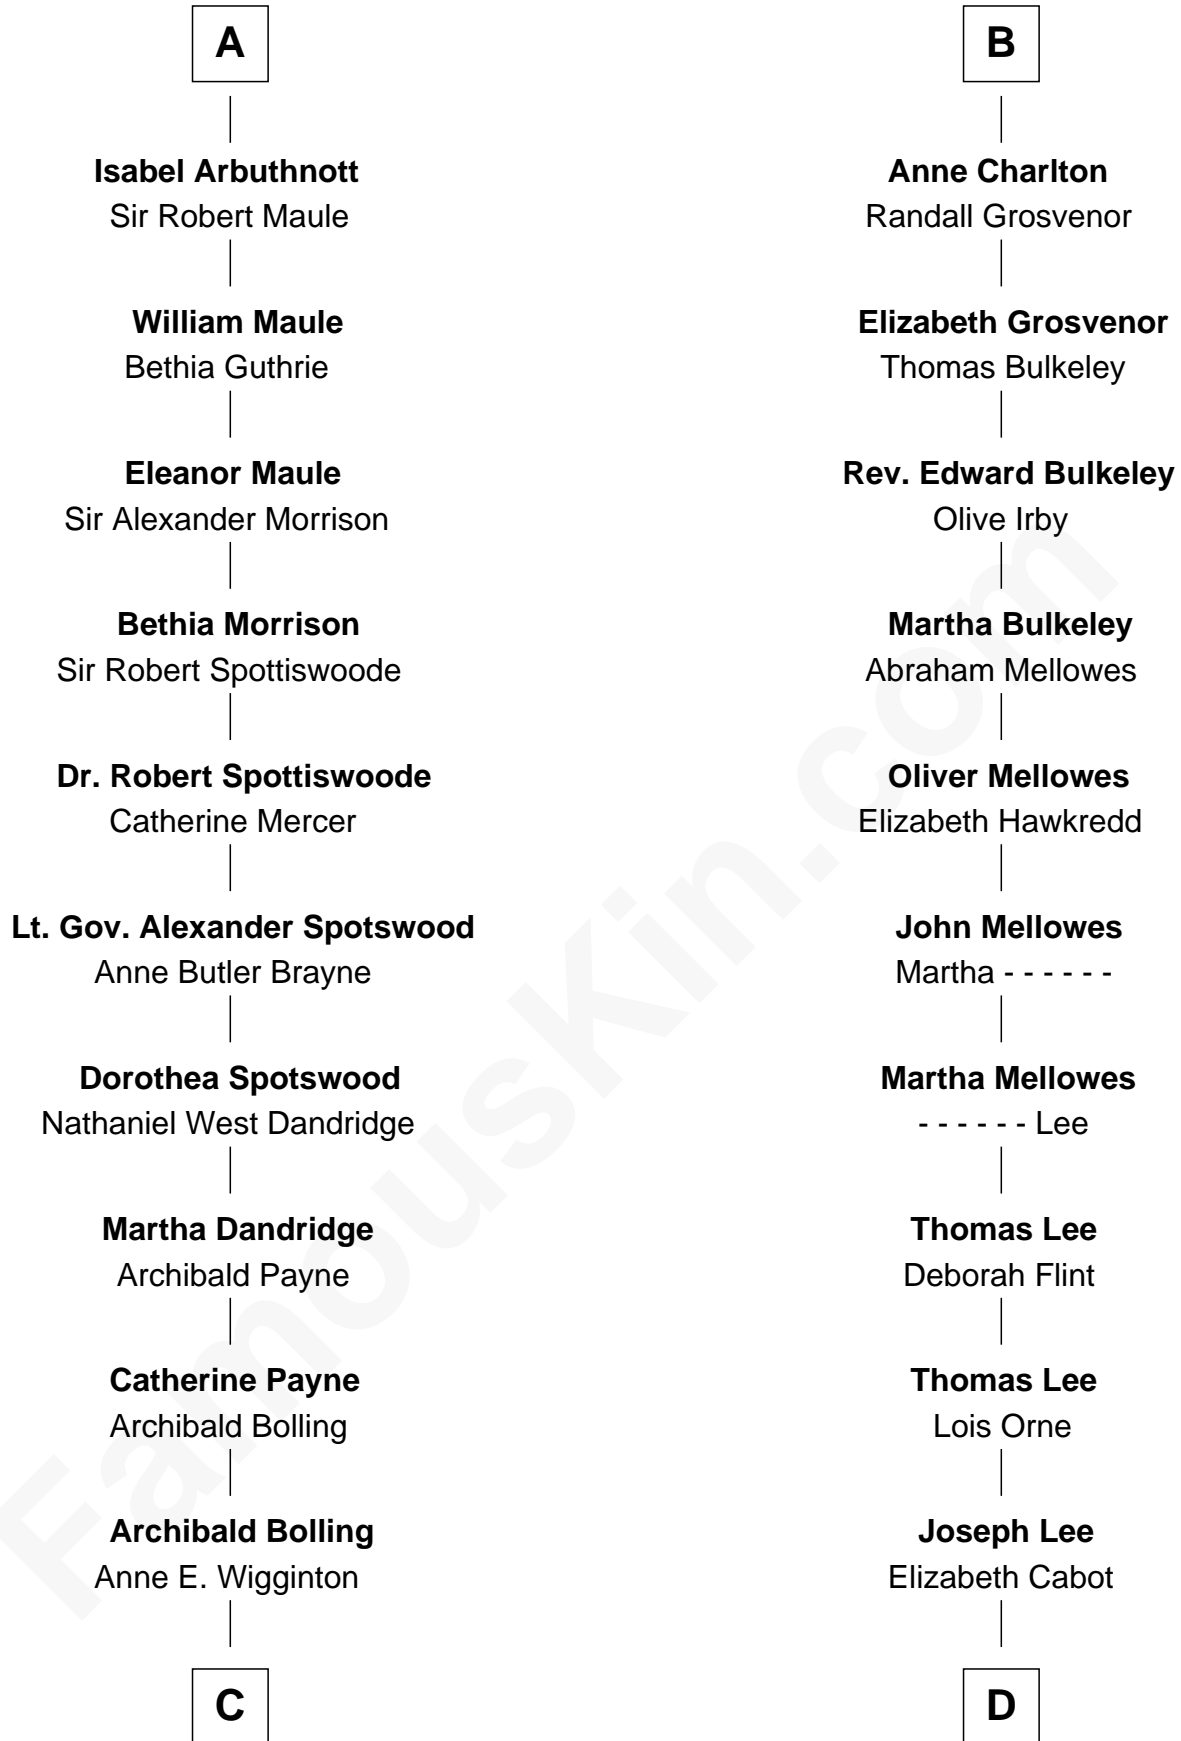 A
Isabel Arbuthnott
Sir Robert Maule
William Maule
Bethia Guthrie
Eleanor Maule
Sir Alexander Morrison
Bethia Morrison
Sir Robert Spottiswoode
Dr. Robert Spottiswoode
Catherine Mercer
Lt. Gov. Alexander Spotswood
Anne Butler Brayne
Dorothea Spotswood
Nathaniel West Dandridge
Martha Dandridge
Archibald Payne
Catherine Payne
Archibald Bolling
Archibald Bolling
Anne E. Wigginton
C
B
Anne Charlton
Randall Grosvenor
Elizabeth Grosvenor
Thomas Bulkeley
Rev. Edward Bulkeley
Olive Irby
Martha Bulkeley
Abraham Mellowes
Oliver Mellowes
Elizabeth Hawkredd
John Mellowes
Martha - - - - - -
Martha Mellowes
- - - - - - Lee
Thomas Lee
Deborah Flint
Thomas Lee
Lois Orne
Joseph Lee
Elizabeth Cabot
D
FamousKin.com